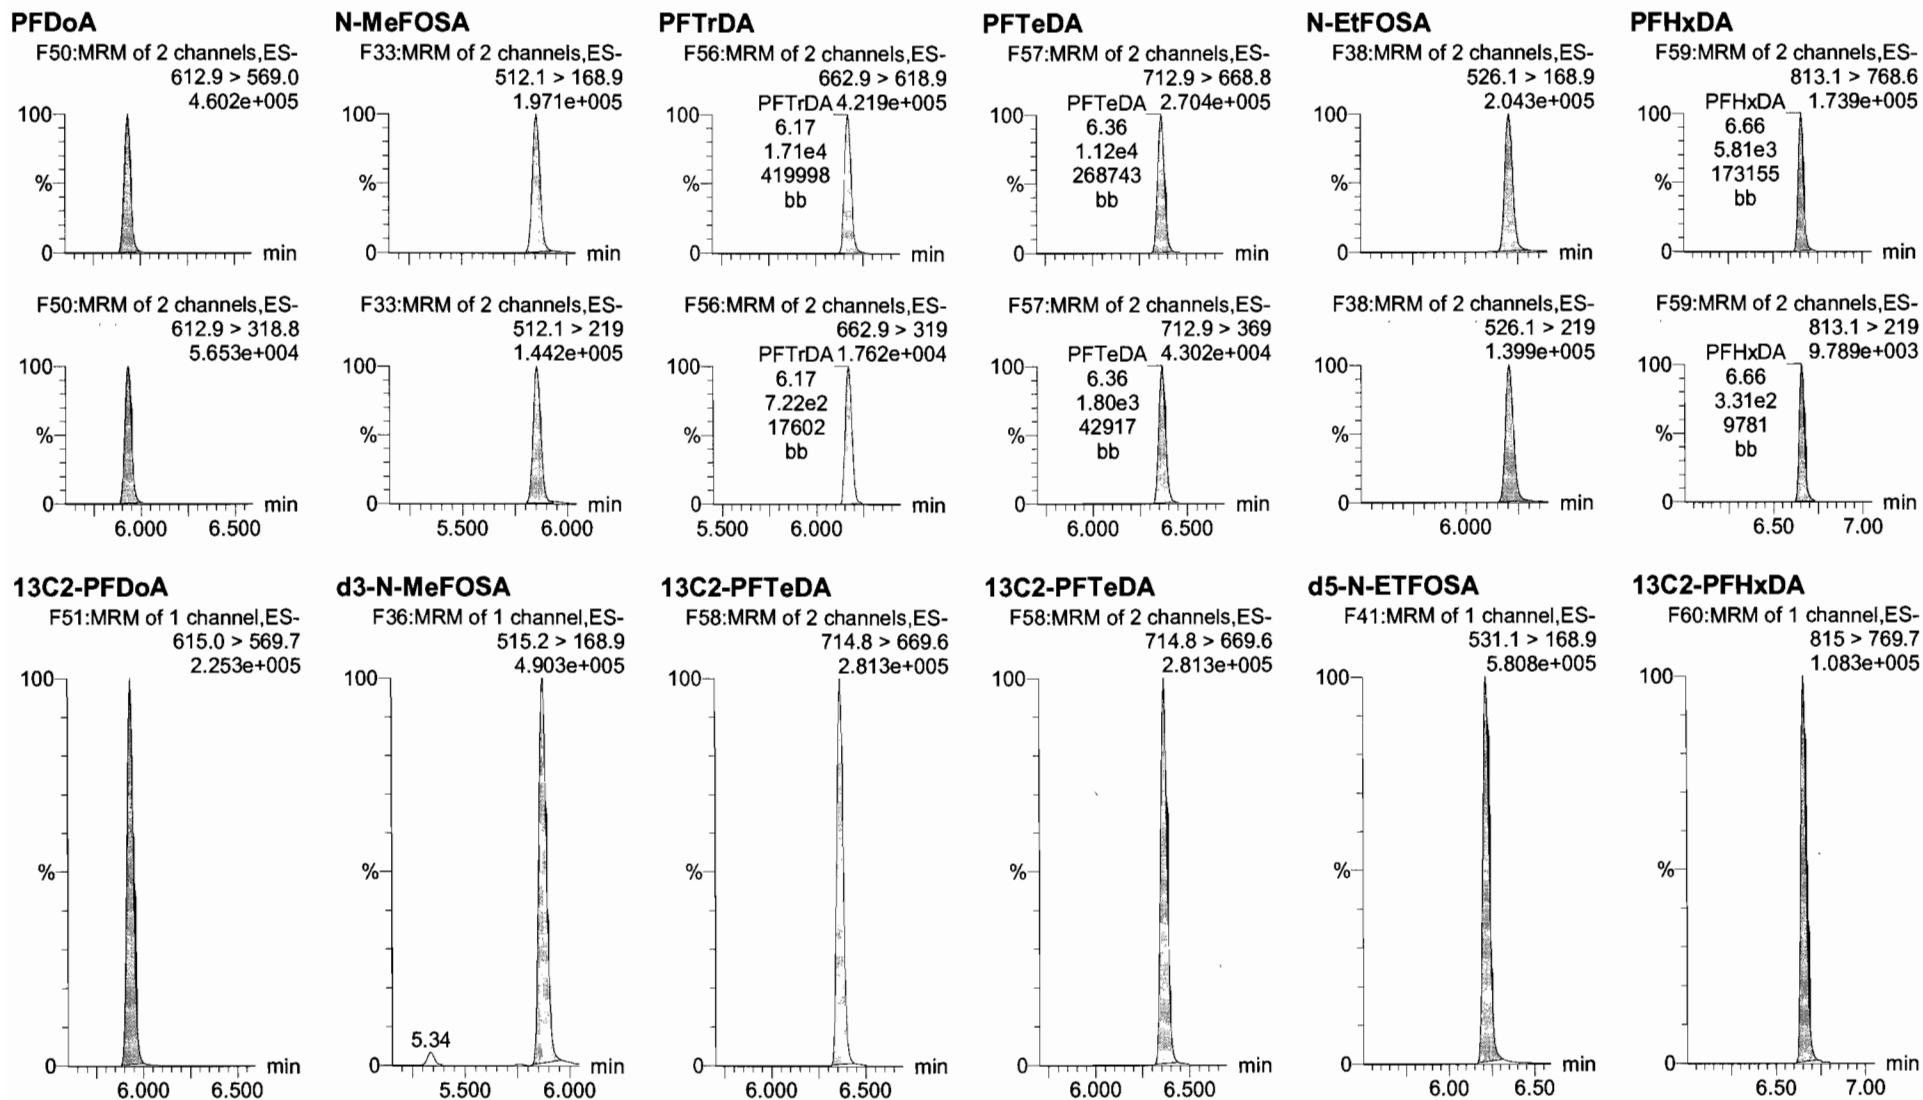 PFDoA
F50:MRM of 2 channels,ES-
612.9 > 569.0
4.602e+005
100
%
0
min
F50:MRM of 2 channels,ES-
612.9 > 318.8
5.653e+004
100
%
0
min
6.000 6.500
N-MeFOSA
F33:MRM of 2 channels,ES-
512.1 > 168.9
1.971e+005
100
%
0
min
F33:MRM of 2 channels,ES-
512.1 > 219
1.442e+005
100
%
0
min
5.500 6.000
PFTrDA
F56:MRM of 2 channels,ES-
662.9 > 618.9
PFTrDA 4.219e+005
100
6.17
1.71e4
419998
bb
%
0
min
F56:MRM of 2 channels,ES-
662.9 > 319
PFTrDA 1.762e+004
100
6.17
7.22e2
17602
bb
%
0
min
5.500 6.000
PFTeDA
F57:MRM of 2 channels,ES-
712.9 > 668.8
PFTeDA 2.704e+005
100
6.36
1.12e4
268743
bb
%
0
min
F57:MRM of 2 channels,ES-
712.9 > 369
PFTeDA 4.302e+004
100
6.36
1.80e3
42917
bb
%
0
min
6.000 6.500
N-EtFOSA
F38:MRM of 2 channels,ES-
526.1 > 168.9
2.043e+005
100
%
0
min
F38:MRM of 2 channels,ES-
526.1 > 219
1.399e+005
100
%
0
min
6.000
PFHxDA
F59:MRM of 2 channels,ES-
813.1 > 768.6
PFHxDA 1.739e+005
100
6.66
5.81e3
173155
bb
%
0
min
F59:MRM of 2 channels,ES-
813.1 > 219
PFHxDA 9.789e+003
100
6.66
3.31e2
9781
bb
%
0
min
6.50 7.00
13C2-PFDoA
F51:MRM of 1 channel,ES-
615.0 > 569.7
2.253e+005
100
%
0
min
6.000 6.500
d3-N-MeFOSA
F36:MRM of 1 channel,ES-
515.2 > 168.9
4.903e+005
100
%
5.34
0
min
5.500 6.000
13C2-PFTeDA
F58:MRM of 2 channels,ES-
714.8 > 669.6
2.813e+005
100
%
0
min
6.000 6.500
13C2-PFTeDA
F58:MRM of 2 channels,ES-
714.8 > 669.6
2.813e+005
100
%
0
min
6.000 6.500
d5-N-ETFOSA
F41:MRM of 1 channel,ES-
531.1 > 168.9
5.808e+005
100
%
0
min
6.00 6.50
13C2-PFHxDA
F60:MRM of 1 channel,ES-
815 > 769.7
1.083e+005
100
%
0
min
6.50 7.00